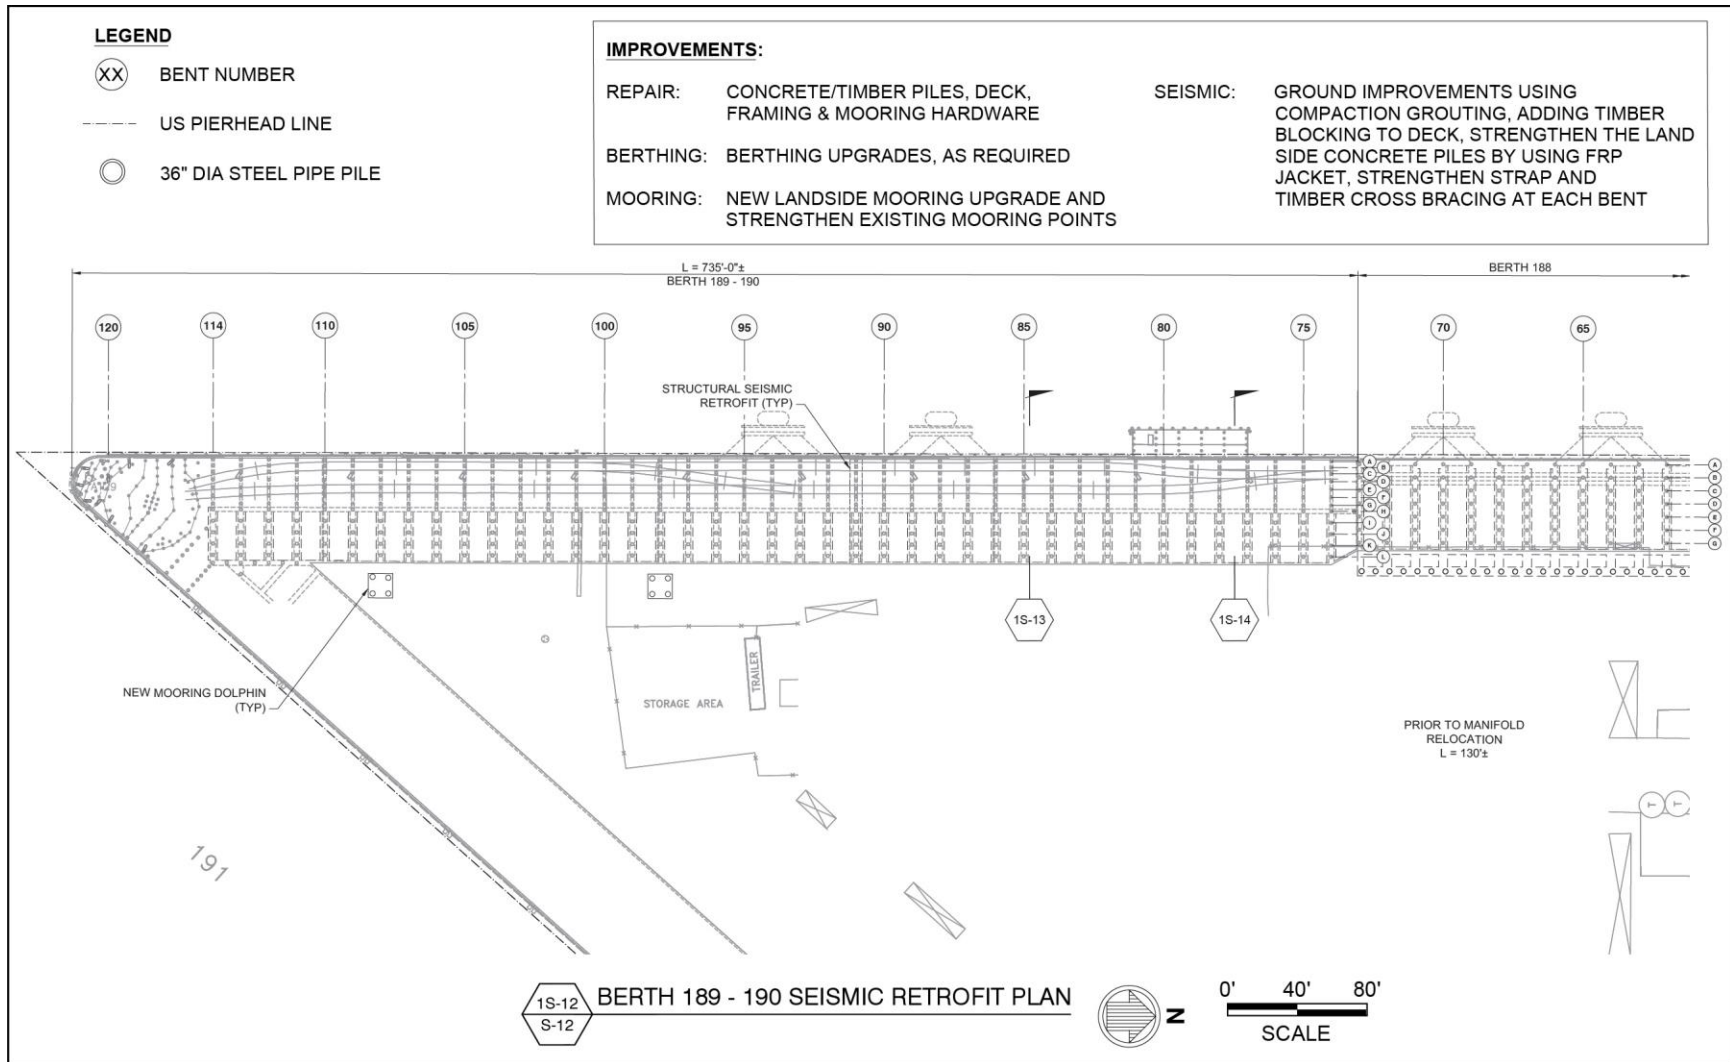 LEGEND
XX BENT NUMBER
US PIERHEAD LINE
36" DIA STEEL PIPE PILE
IMPROVEMENTS:
REPAIR: CONCRETE/TIMBER PILES, DECK,
FRAMING & MOORING HARDWARE
BERTHING: BERTHING UPGRADES, AS REQUIRED
MOORING: NEW LANDSIDE MOORING UPGRADE AND
STRENGTHEN EXISTING MOORING POINTS
SEISMIC: GROUND IMPROVEMENTS USING
COMPACTION GROUTING, ADDING TIMBER
BLOCKING TO DECK, STRENGTHEN THE LAND
SIDE CONCRETE PILES BY USING FRP
JACKET, STRENGTHEN STRAP AND
TIMBER CROSS BRACING AT EACH BENT
L = 735'-0"±
BERTH 189 - 190
BERTH 188
120 114 110 105 100 95 90 85 80 75 70 65
STRUCTURAL SEISMIC
RETROFIT (TYP)
A
B
C
D
E
F
G
H
I
J
K
L
A
B
C
D
E
F
G
1S-13
1S-14
NEW MOORING DOLPHIN
(TYP)
TRAILER
STORAGE AREA
PRIOR TO MANIFOLD
RELOCATION
L = 130'±
T T
191
1S-12
S-12
BERTH 189 - 190 SEISMIC RETROFIT PLAN
N
0' 40' 80'
SCALE